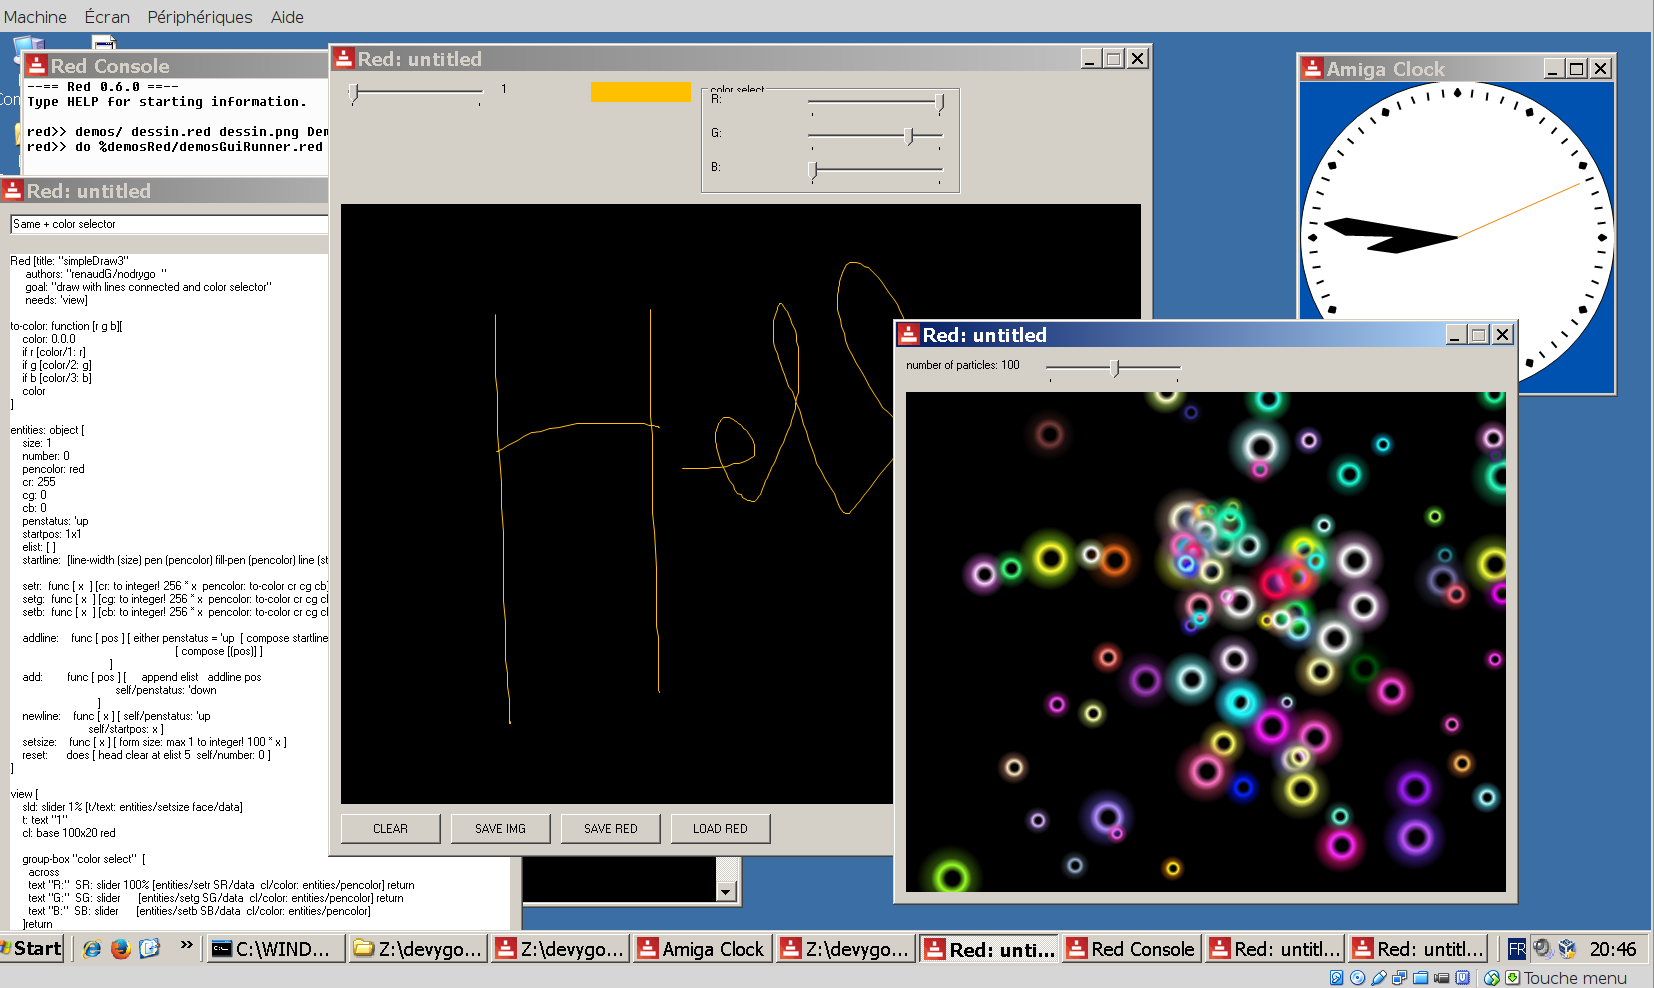 Machine Écran Périphériques Aide
Red Console
--== Red 0.6.0 ==--
Type HELP for starting information.
red>> demos/ dessin.red dessin.png Dem
red>> do %demosRed/demosGuiRunner.red
Red: untitled
Same + color selector
Red [title: "simpleDraw3"
authors: "renaudG/nodrygo "
goal: "draw with lines connected and color selector"
needs: 'view]
to-color: function [r g b][
color: 0.0.0
if r [color/1: r]
if g [color/2: g]
if b [color/3: b]
color
]
entities: object [
size: 1
number: 0
pencolor: red
cr: 255
cg: 0
cb: 0
penstatus: 'up
startpos: 1x1
elist: [ ]
startline: [line-width (size) pen (pencolor) fill-pen (pencolor) line (st
setr: func [ x ] [cr: to integer! 256 * x pencolor: to-color cr cg cb]
setg: func [ x ] [cg: to integer! 256 * x pencolor: to-color cr cg cl
setb: func [ x ] [cb: to integer! 256 * x pencolor: to-color cr cg cl
addline: func [ pos ] [ either penstatus = 'up [ compose startline
[ compose [(pos)] ]
]
add: func [ pos ] [ append elist addline pos
self/penstatus: 'down
]
newline: func [ x ] [ self/penstatus: 'up
self/startpos: x ]
setsize: func [ x ] [ form size: max 1 to integer! 100 * x ]
reset: does [ head clear at elist 5 self/number: 0 ]
]
view [
sld: slider 1% [t/text: entities/setsize face/data]
t: text "1"
cl: base 100x20 red
group-box "color select" [
across
text "R:" SR: slider 100% [entities/setr SR/data cl/color: entities/pencolor] return
text "G:" SG: slider [entities/setg SG/data cl/color: entities/pencolor] return
text "B:" SB: slider [entities/setb SB/data cl/color: entities/pencolor]
]return
Red: untitled
1
color select
R:
G:
B:
Hel
CLEAR SAVE IMG SAVE RED LOAD RED
Amiga Clock
Red: untitled
number of particles: 100
Start » C:\WIND... Z:\devygo... Z:\devygo... Amiga Clock Z:\devygo... Red: unti... Red Console Red: untitl... Red: untitl... FR 20:46
Touche menu